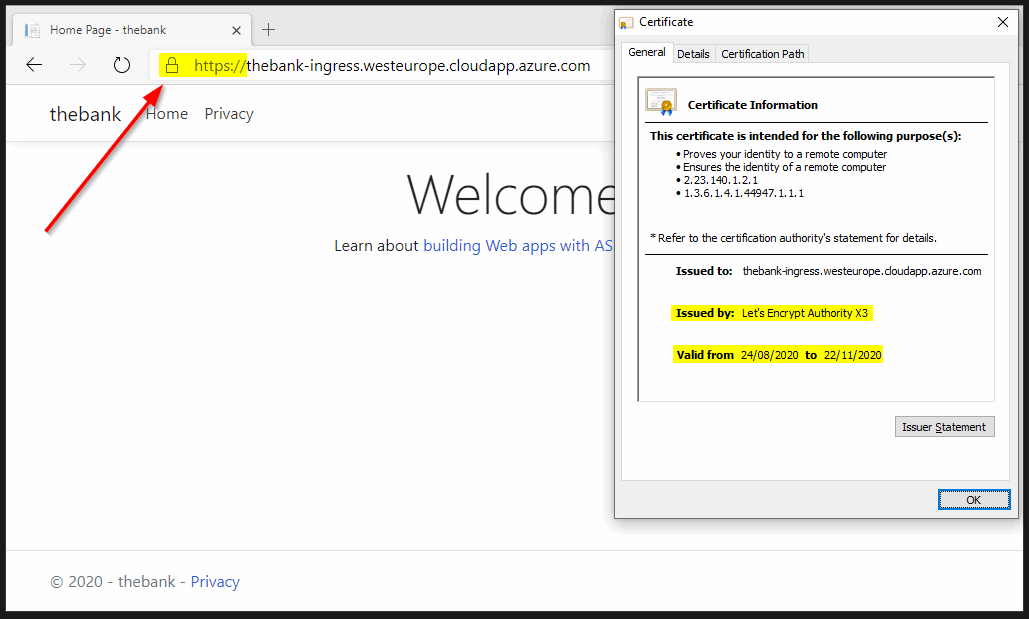 Home Page - thebank
https://thebank-ingress.westeurope.cloudapp.azure.com
thebank Home Privacy
Welcome
Learn about building Web apps with AS
© 2020 - thebank - Privacy
Certificate
General Details Certification Path
Certificate Information
This certificate is intended for the following purpose(s):
• Proves your identity to a remote computer
• Ensures the identity of a remote computer
• 2.23.140.1.2.1
• 1.3.6.1.4.1.44947.1.1.1
* Refer to the certification authority's statement for details.
Issued to: thebank-ingress.westeurope.cloudapp.azure.com
Issued by: Let's Encrypt Authority X3
Valid from 24/08/2020 to 22/11/2020
Issuer Statement
OK